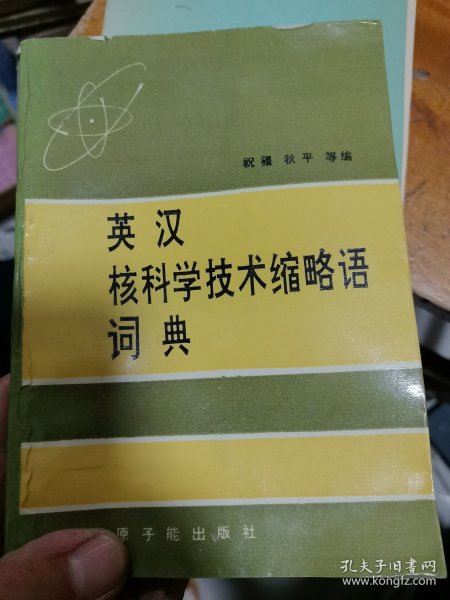 祝疆 秋平 等编
英汉
核科学技术缩略语
词典
原子能出版社
孔夫子旧书网
www.kongfz.com